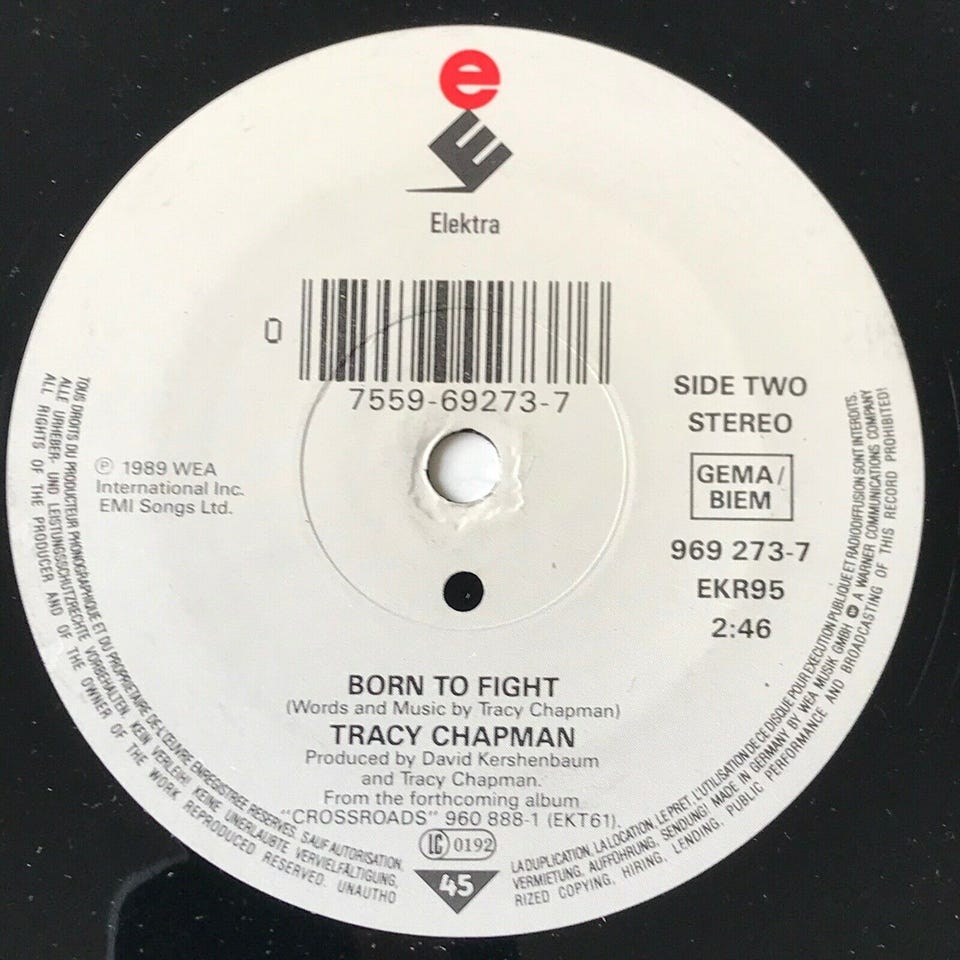 e
E
Elektra
0
7559-69273-7
SIDE TWO
STEREO
GEMA/
BIEM
969 273-7
EKR95
2:46
℗ 1989 WEA
International Inc.
EMI Songs Ltd.
BORN TO FIGHT
(Words and Music by Tracy Chapman)
TRACY CHAPMAN
Produced by David Kershenbaum
and Tracy Chapman.
From the forthcoming album
"CROSSROADS" 960 888-1 (EKT61).
LC 0192
45
TOUS DROITS DU PRODUCTEUR PHONOGRAPHIQUE ET DU PROPRIETAIRE DE L'ŒUVRE ENREGISTREE RESERVES. SAUF AUTORISATION,
LA DUPLICATION, LA LOCATION, LE PRET, L'UTILISATION DE CE DISQUE POUR EXECUTION PUBLIQUE ET RADIODIFFUSION SONT INTERDITS.
ALLE URHEBER- UND LEISTUNGSSCHUTZRECHTE VORBEHALTEN. KEIN VERLEIH! KEINE UNERLAUBTE VERVIELFÄLTIGUNG,
VERMIETUNG, AUFFÜHRUNG, SENDUNG! MADE IN GERMANY BY WEA MUSIK GMBH A WARNER COMMUNICATIONS COMPANY
ALL RIGHTS OF THE PRODUCER AND OF THE OWNER OF THE WORK REPRODUCED RESERVED. UNAUTHO
RIZED COPYING, HIRING, LENDING, PUBLIC PERFORMANCE AND BROADCASTING OF THIS RECORD PROHIBITED!